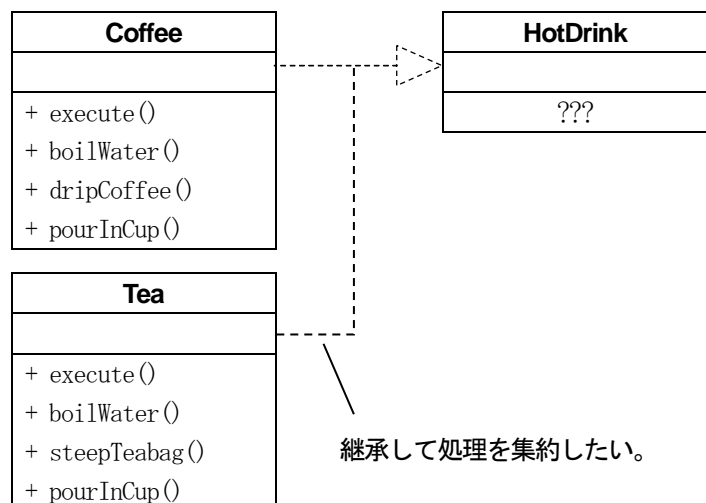 Coffee
+ execute()
+ boilWater()
+ dripCoffee()
+ pourInCup()
HotDrink
???
Tea
+ execute()
+ boilWater()
+ steepTeabag()
+ pourInCup()
継承して処理を集約したい。